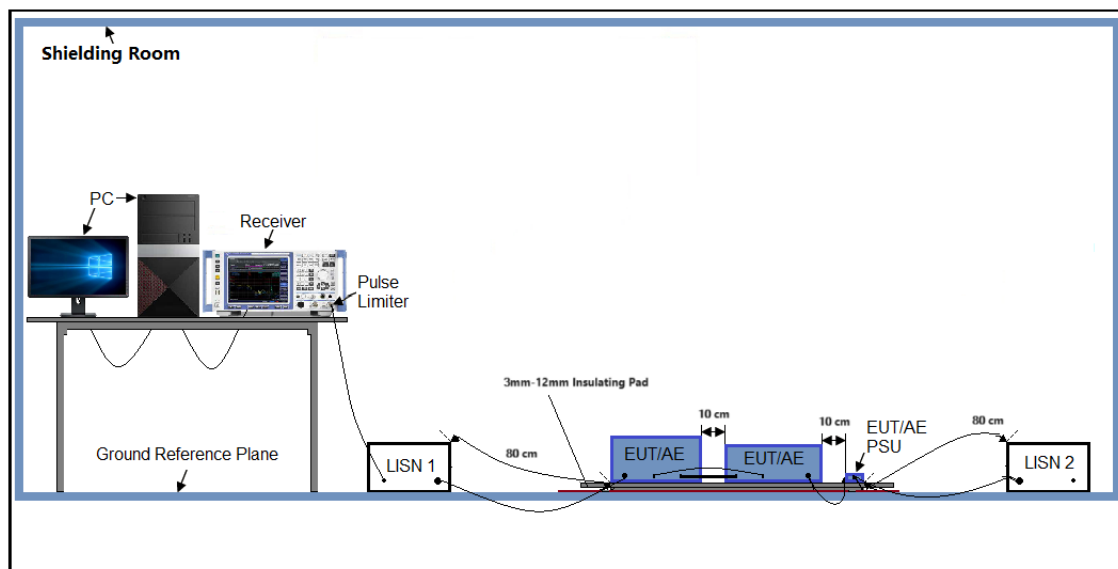 Shielding Room
PC
Receiver
Pulse
Limiter
3mm-12mm Insulating Pad
10 cm
10 cm
EUT/AE
PSU
80 cm
80 cm
Ground Reference Plane
LISN 1
EUT/AE
EUT/AE
LISN 2